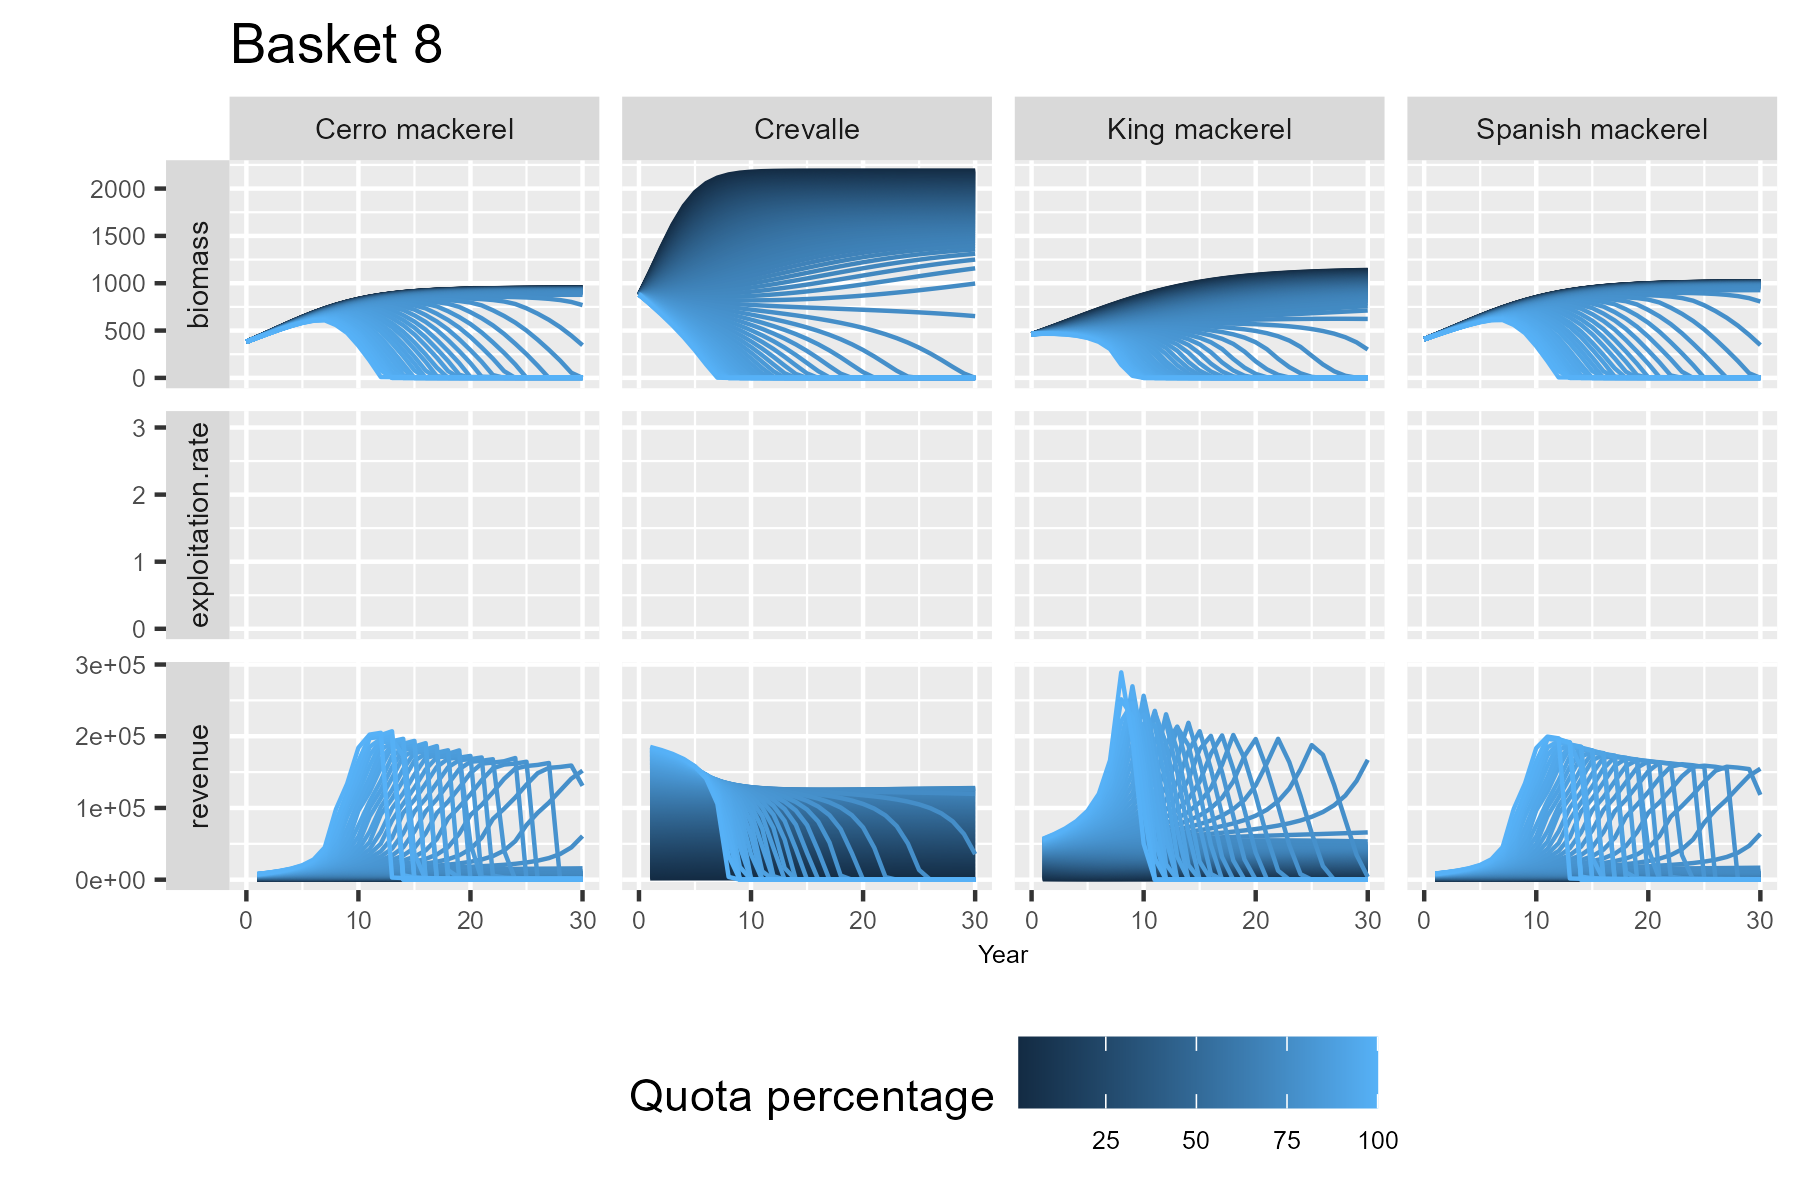 Basket 8
Cerro mackerel Crevalle King mackerel Spanish mackerel
biomass
2000
1500
1000
500
0
exploitation.rate
3
2
1
0
revenue
3e+05
2e+05
1e+05
0e+00
0 10 20 30 0 10 20 30 0 10 20 30 0 10 20 30
Year
Quota percentage
25 50 75 100